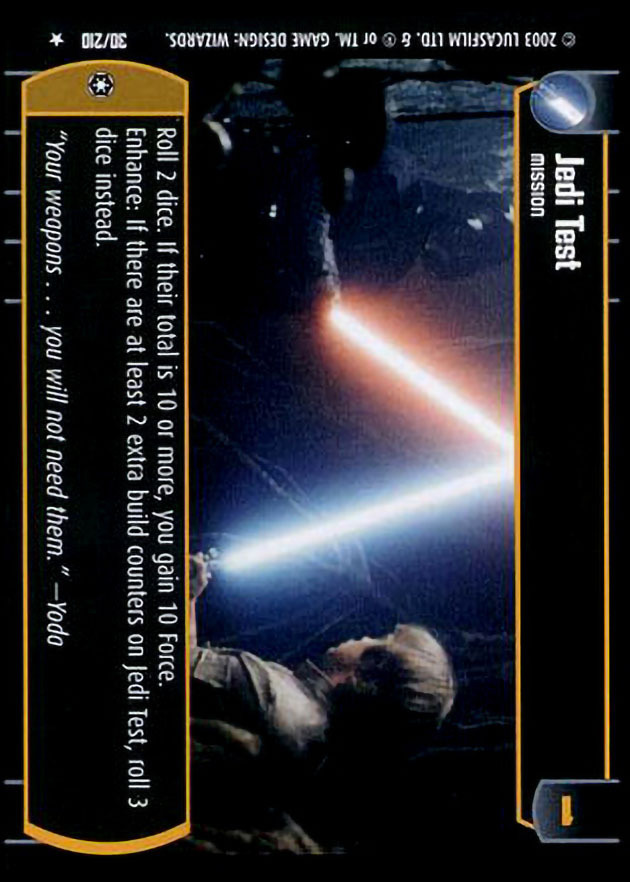 Jedi Test
MISSION
1
Roll 2 dice. If their total is 10 or more, you gain 10 Force.
Enhance: If there are at least 2 extra build counters on Jedi Test, roll 3
dice instead.
"Your weapons . . . you will not need them." –Yoda
© 2003 LUCASFILM LTD. & ® or TM. GAME DESIGN: WIZARDS. 30/210 ★